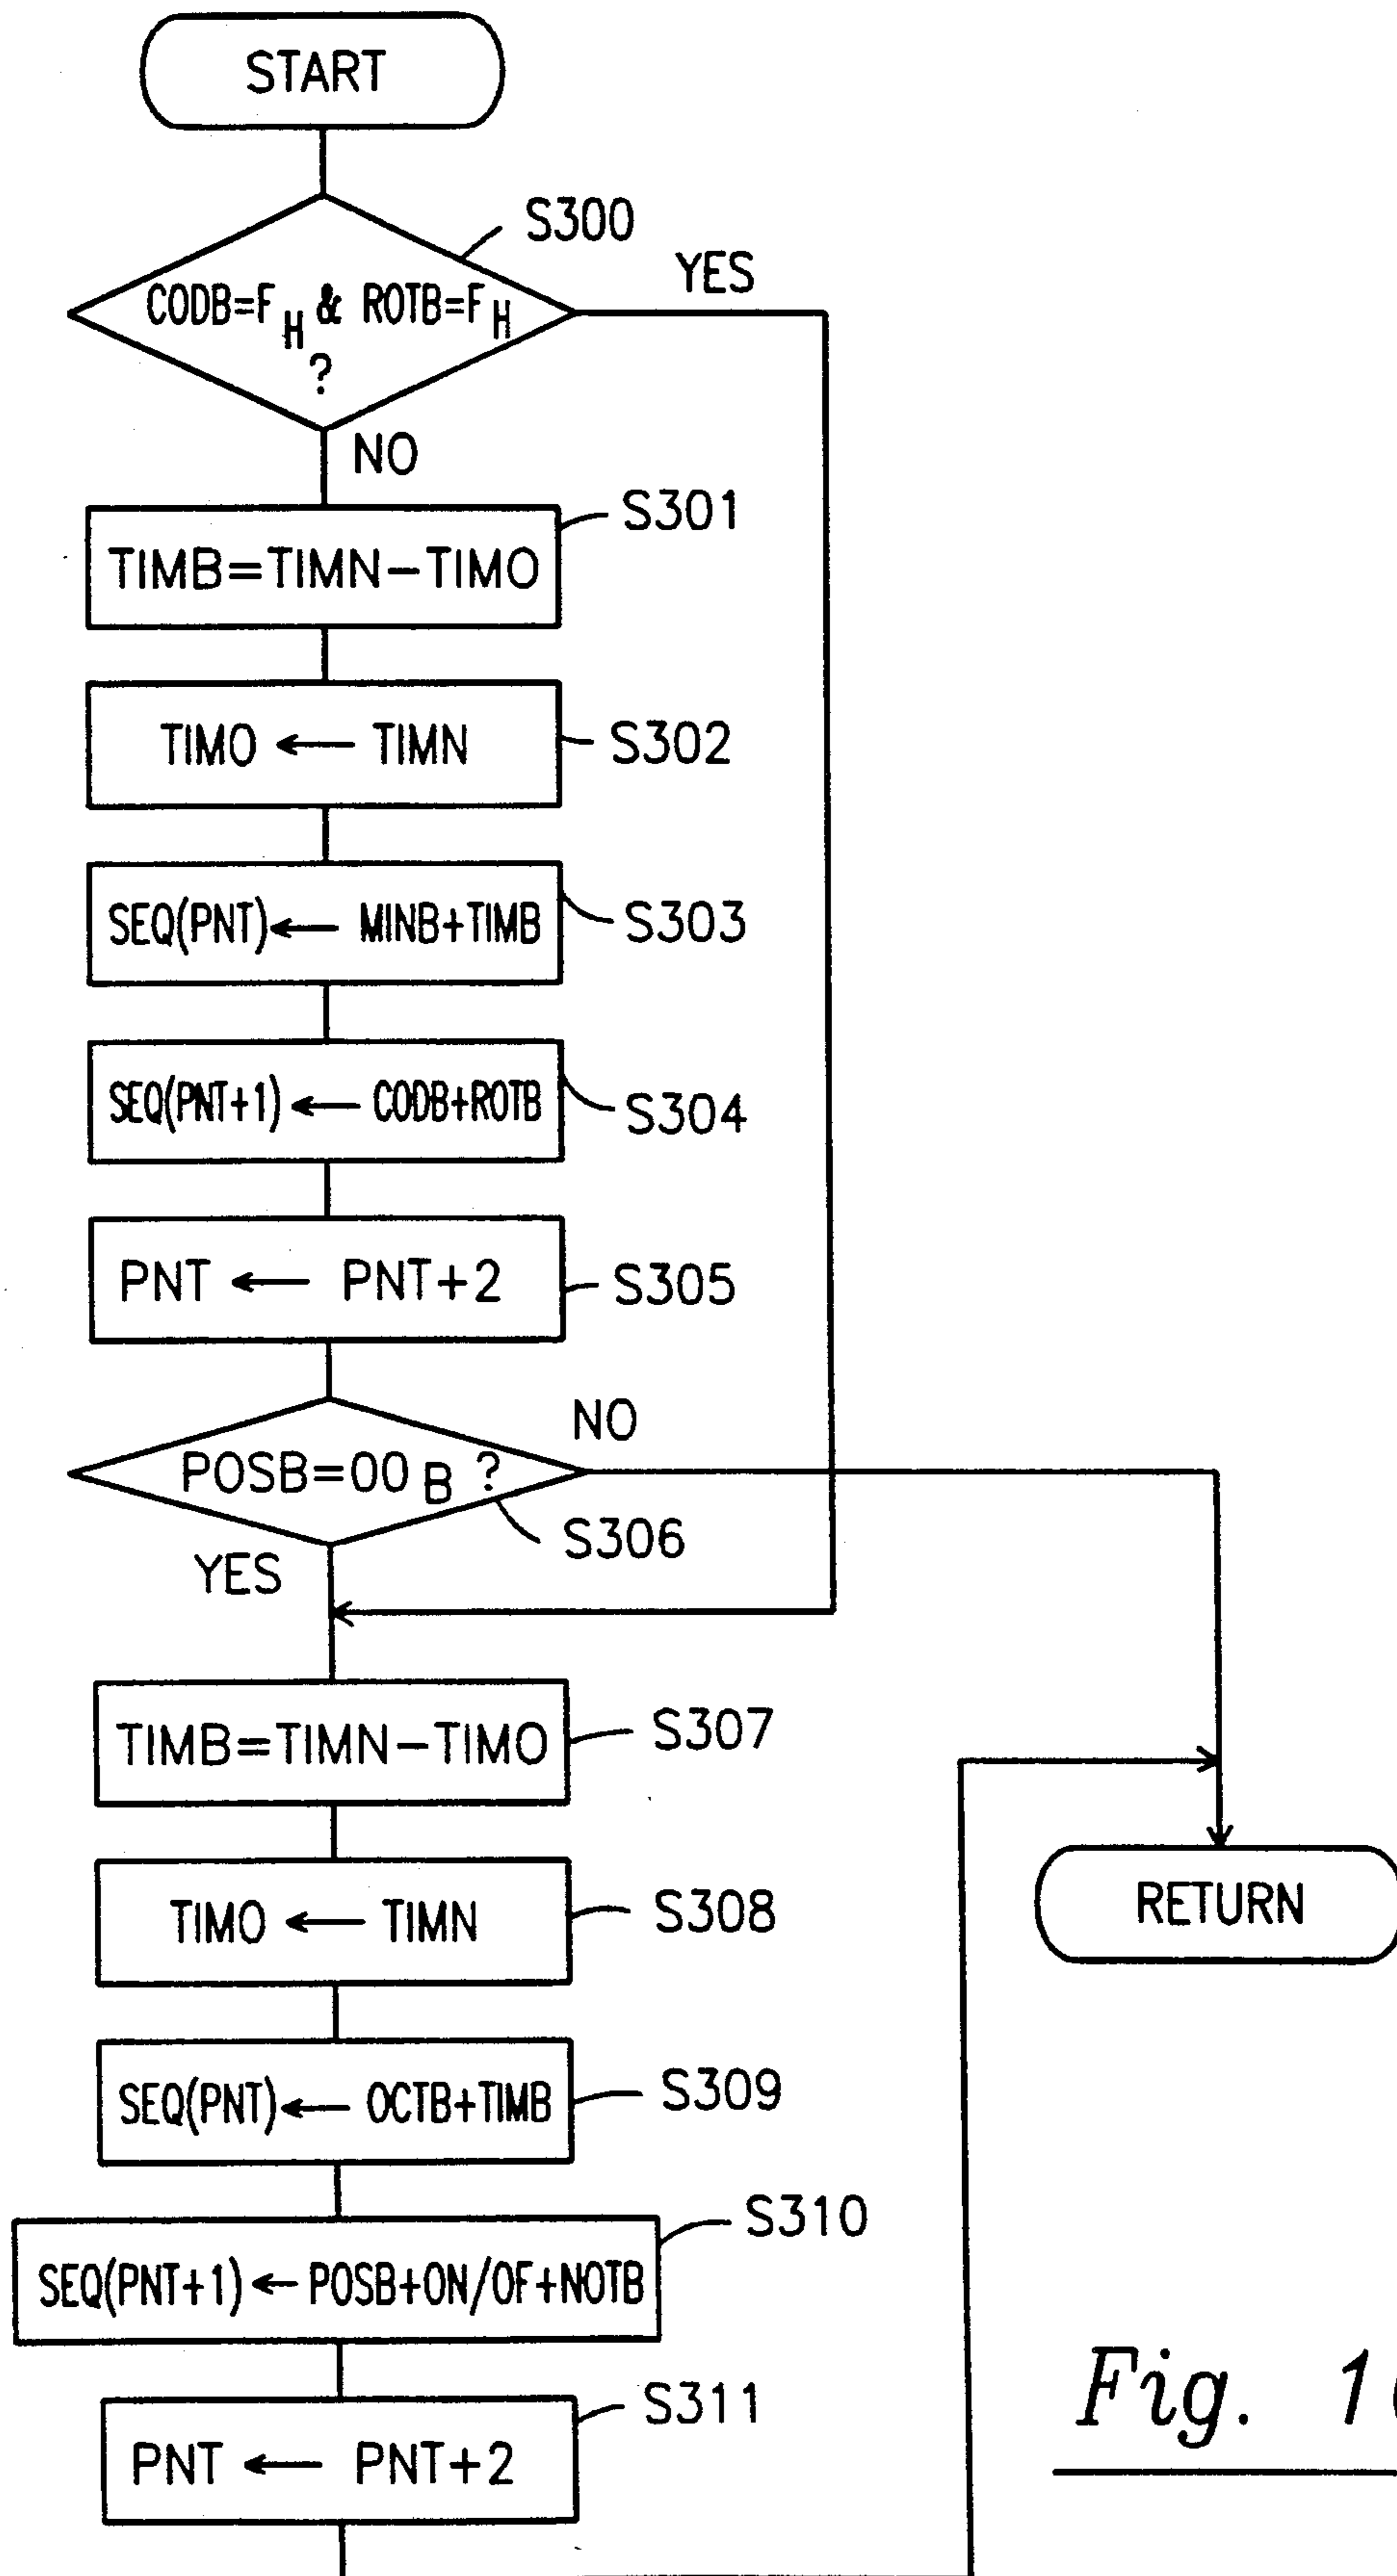 START
S300
CODB=F H & ROTB=F H
?
YES
NO
S301
TIMB=TIMN-TIMO
TIMO ← TIMN
S302
SEQ(PNT) ← MINB+TIMB
S303
SEQ(PNT+1) ← CODB+ROTB
S304
PNT ← PNT+2
S305
NO
POSB=00 B ?
S306
YES
TIMB=TIMN-TIMO
S307
TIMO ← TIMN
S308
RETURN
SEQ(PNT) ← OCTB+TIMB
S309
S310
SEQ(PNT+1) ← POSB+ON/OF+NOTB
S311
PNT ← PNT+2
Fig.